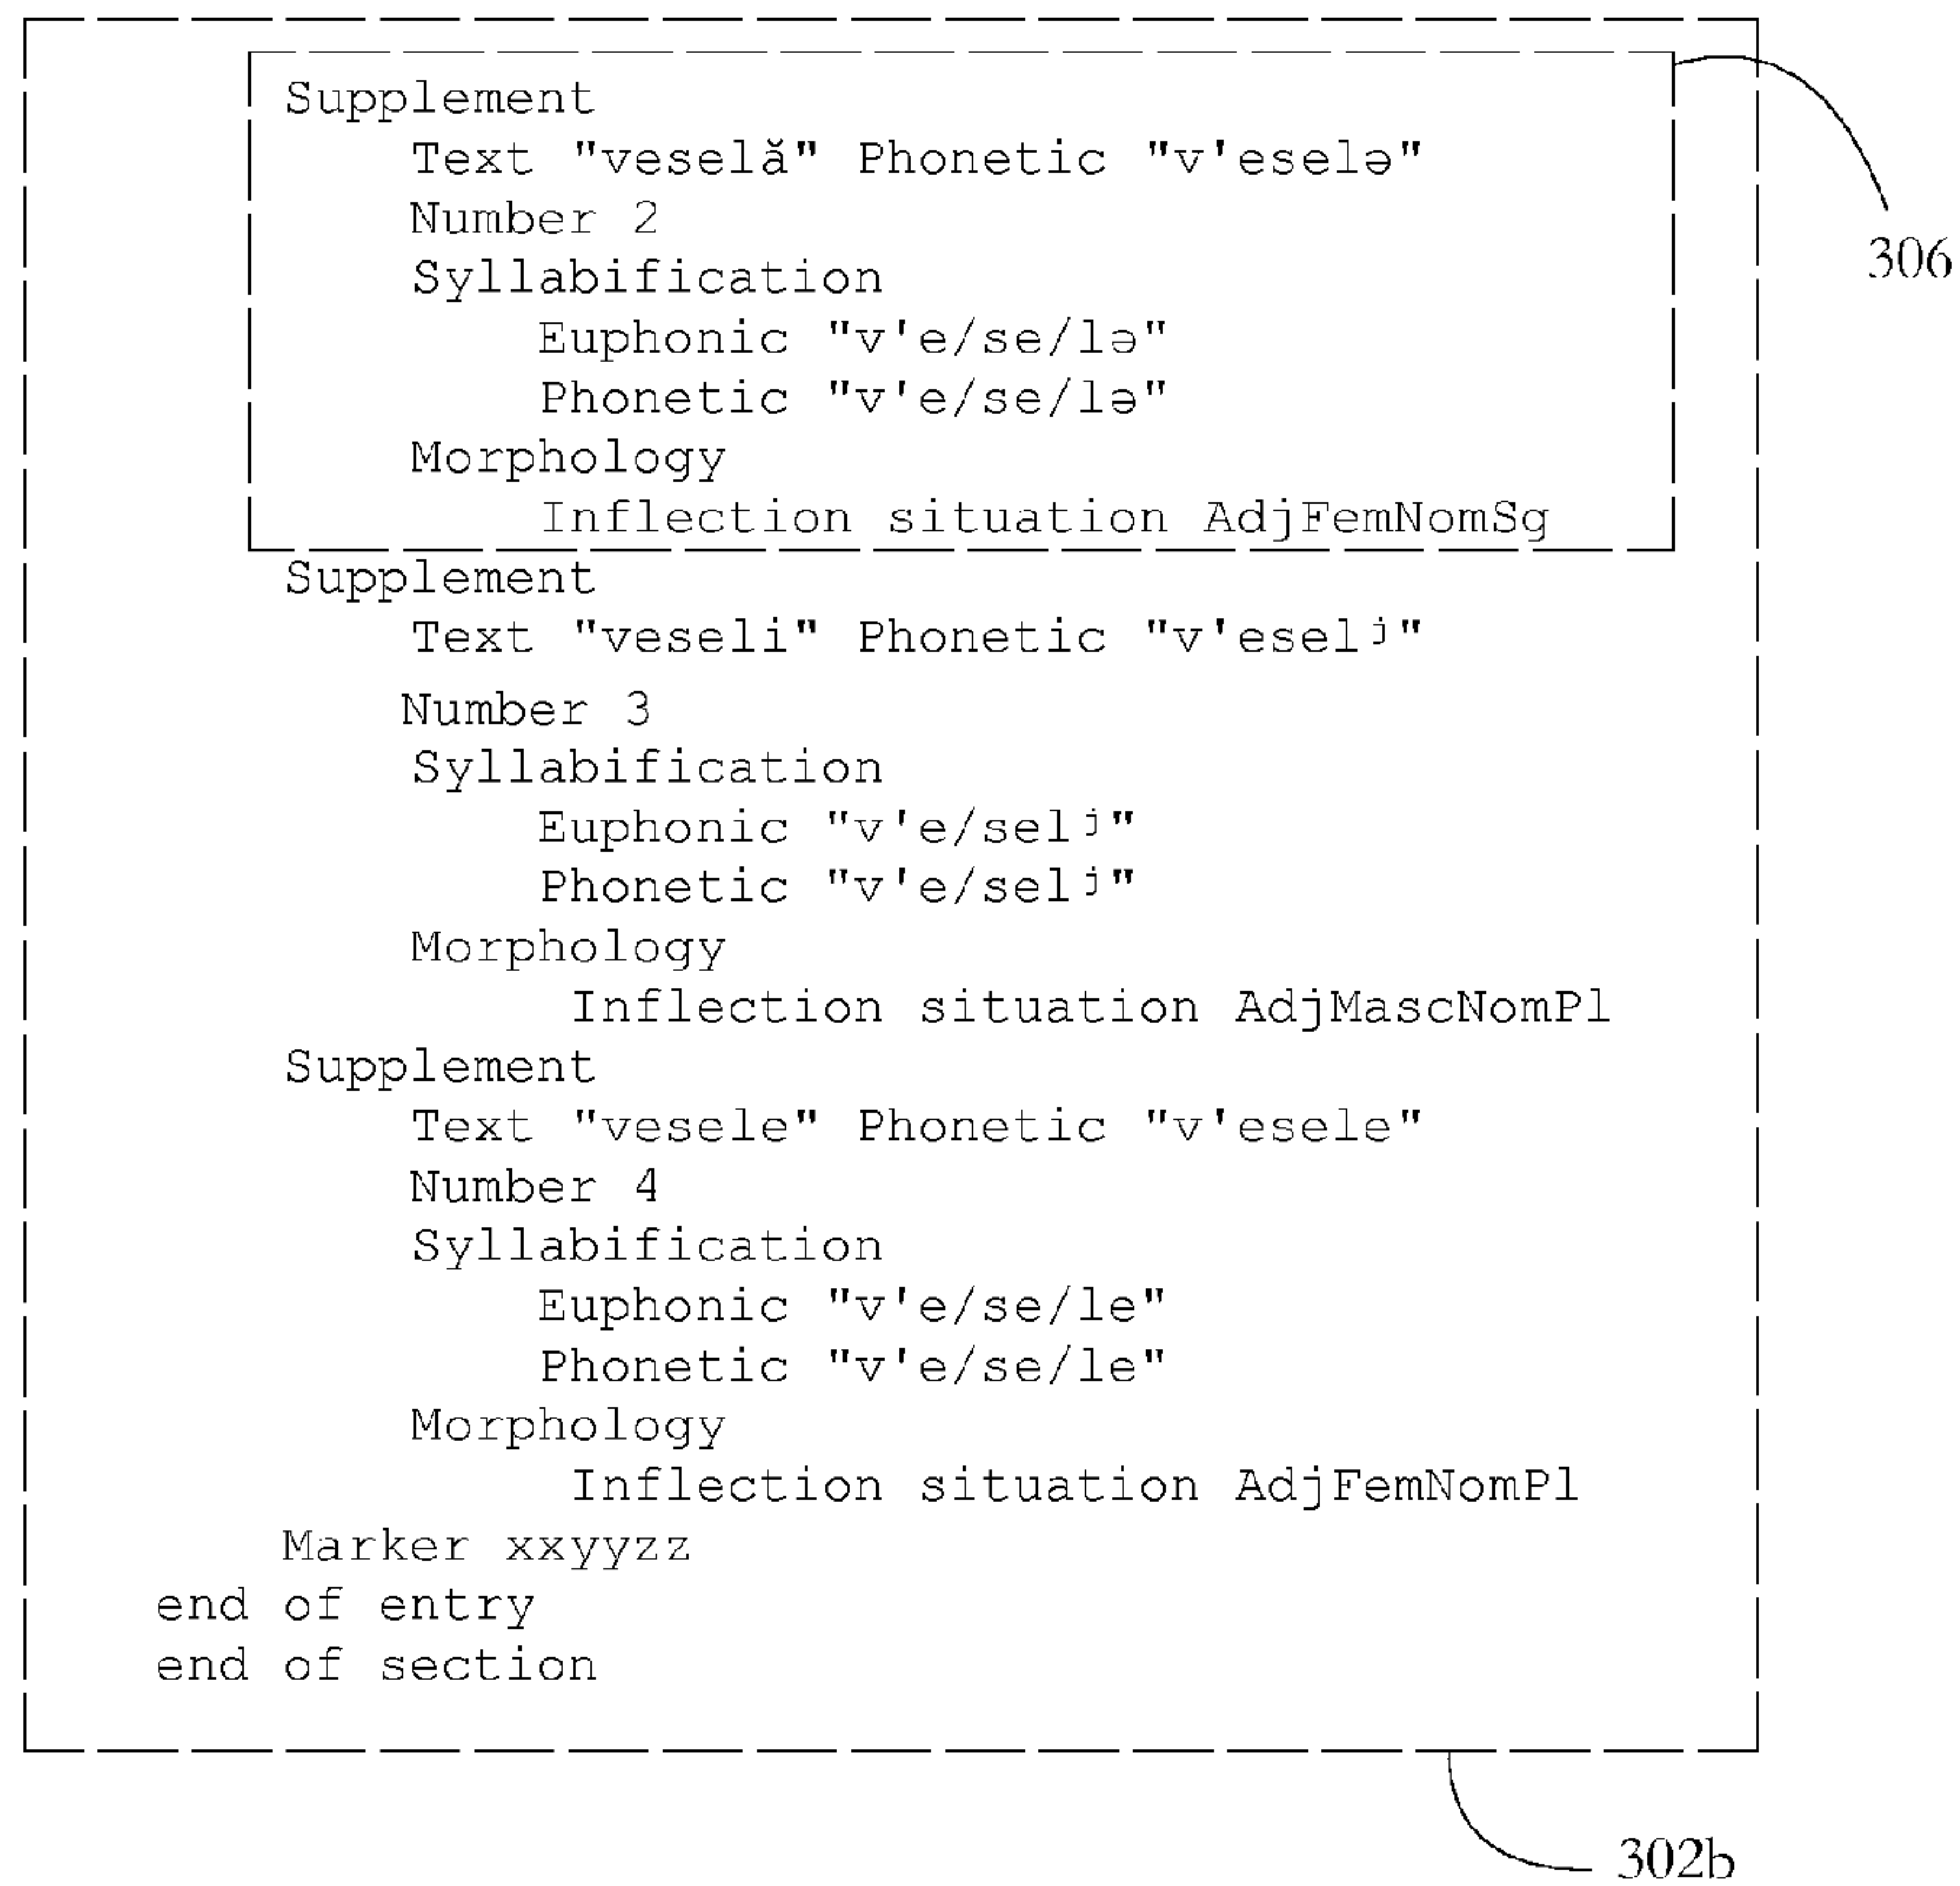 Supplement
Text "veselă" Phonetic "v'eselə"
Number 2
306
Syllabification
Euphonic "v'e/se/lə"
Phonetic "v'e/se/lə"
Morphology
Inflection situation AdjFemNomSg
Supplement
Text "veseli" Phonetic "v'eselʲ"
Number 3
Syllabification
Euphonic "v'e/selʲ"
Phonetic "v'e/selʲ"
Morphology
Inflection situation AdjMascNomPl
Supplement
Text "vesele" Phonetic "v'esele"
Number 4
Syllabification
Euphonic "v'e/se/le"
Phonetic "v'e/se/le"
Morphology
Inflection situation AdjFemNomPl
Marker xxyyzz
end of entry
end of section
302b